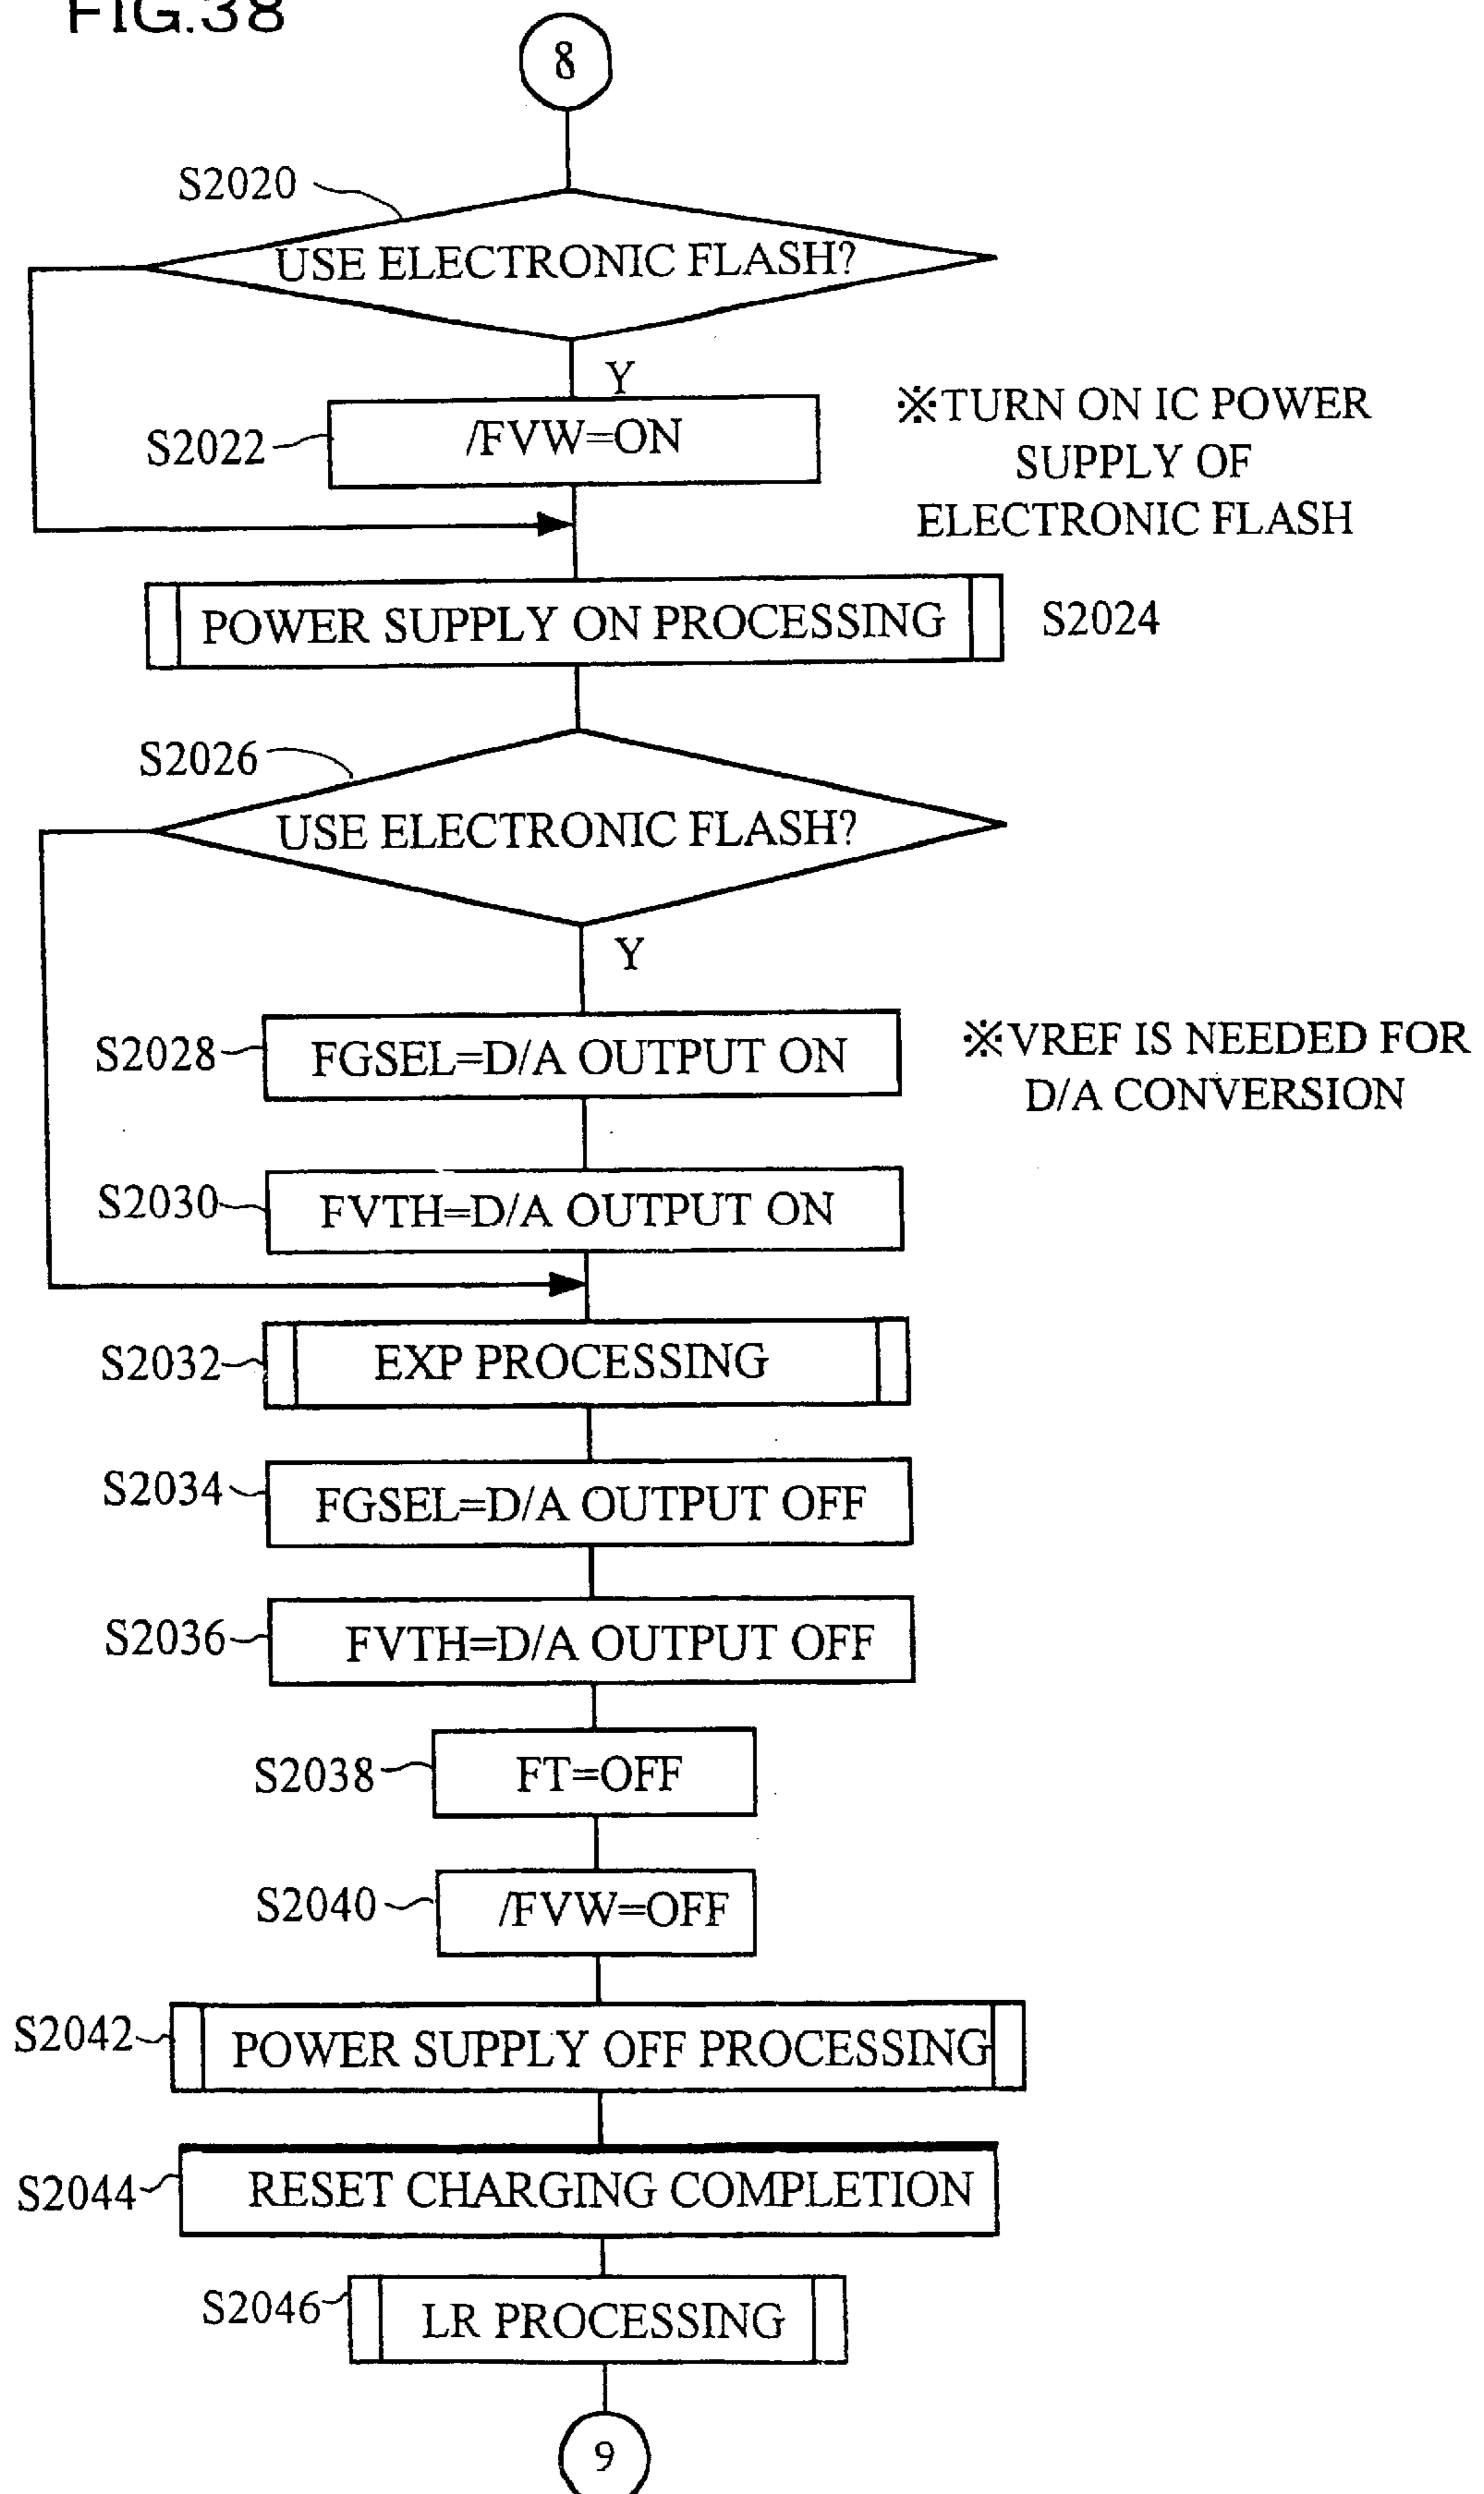 FIG.38
8
S2020
USE ELECTRONIC FLASH?
Y
S2022
/FVW=ON
※TURN ON IC POWER
SUPPLY OF
ELECTRONIC FLASH
POWER SUPPLY ON PROCESSING
S2024
S2026
USE ELECTRONIC FLASH?
Y
S2028
FGSEL=D/A OUTPUT ON
※VREF IS NEEDED FOR
D/A CONVERSION
S2030
FVTH=D/A OUTPUT ON
S2032
EXP PROCESSING
S2034
FGSEL=D/A OUTPUT OFF
S2036
FVTH=D/A OUTPUT OFF
S2038
FT=OFF
S2040
/FVW=OFF
S2042
POWER SUPPLY OFF PROCESSING
S2044
RESET CHARGING COMPLETION
S2046
LR PROCESSING
9